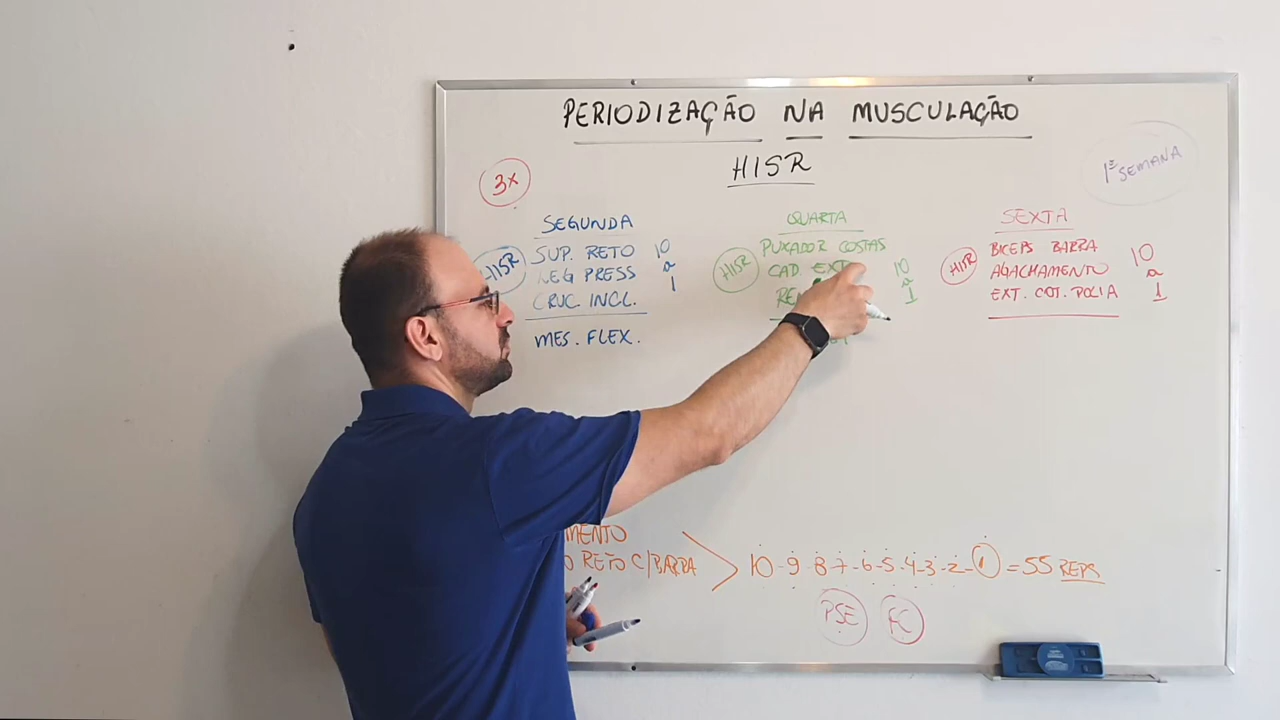 PERIODIZAÇÃO NA MUSCULAÇÃO
HISR
1ª SEMANA
3X
SEGUNDA
HISR
SUP. RETO
LEG PRESS
CRUC. INCL.
10
a
1
MES. FLEX.
QUARTA
HISR
PUXADOR COSTAS
CAD. EXT
10
a
1
SEXTA
HISR
BICEPS BARRA
AGACHAMENTO
EXT. COT. POLIA
10
a
1
RETO C/BARRA
10-9-8-7-6-5-4-3-2-1 = 55 REPS
PSE FC